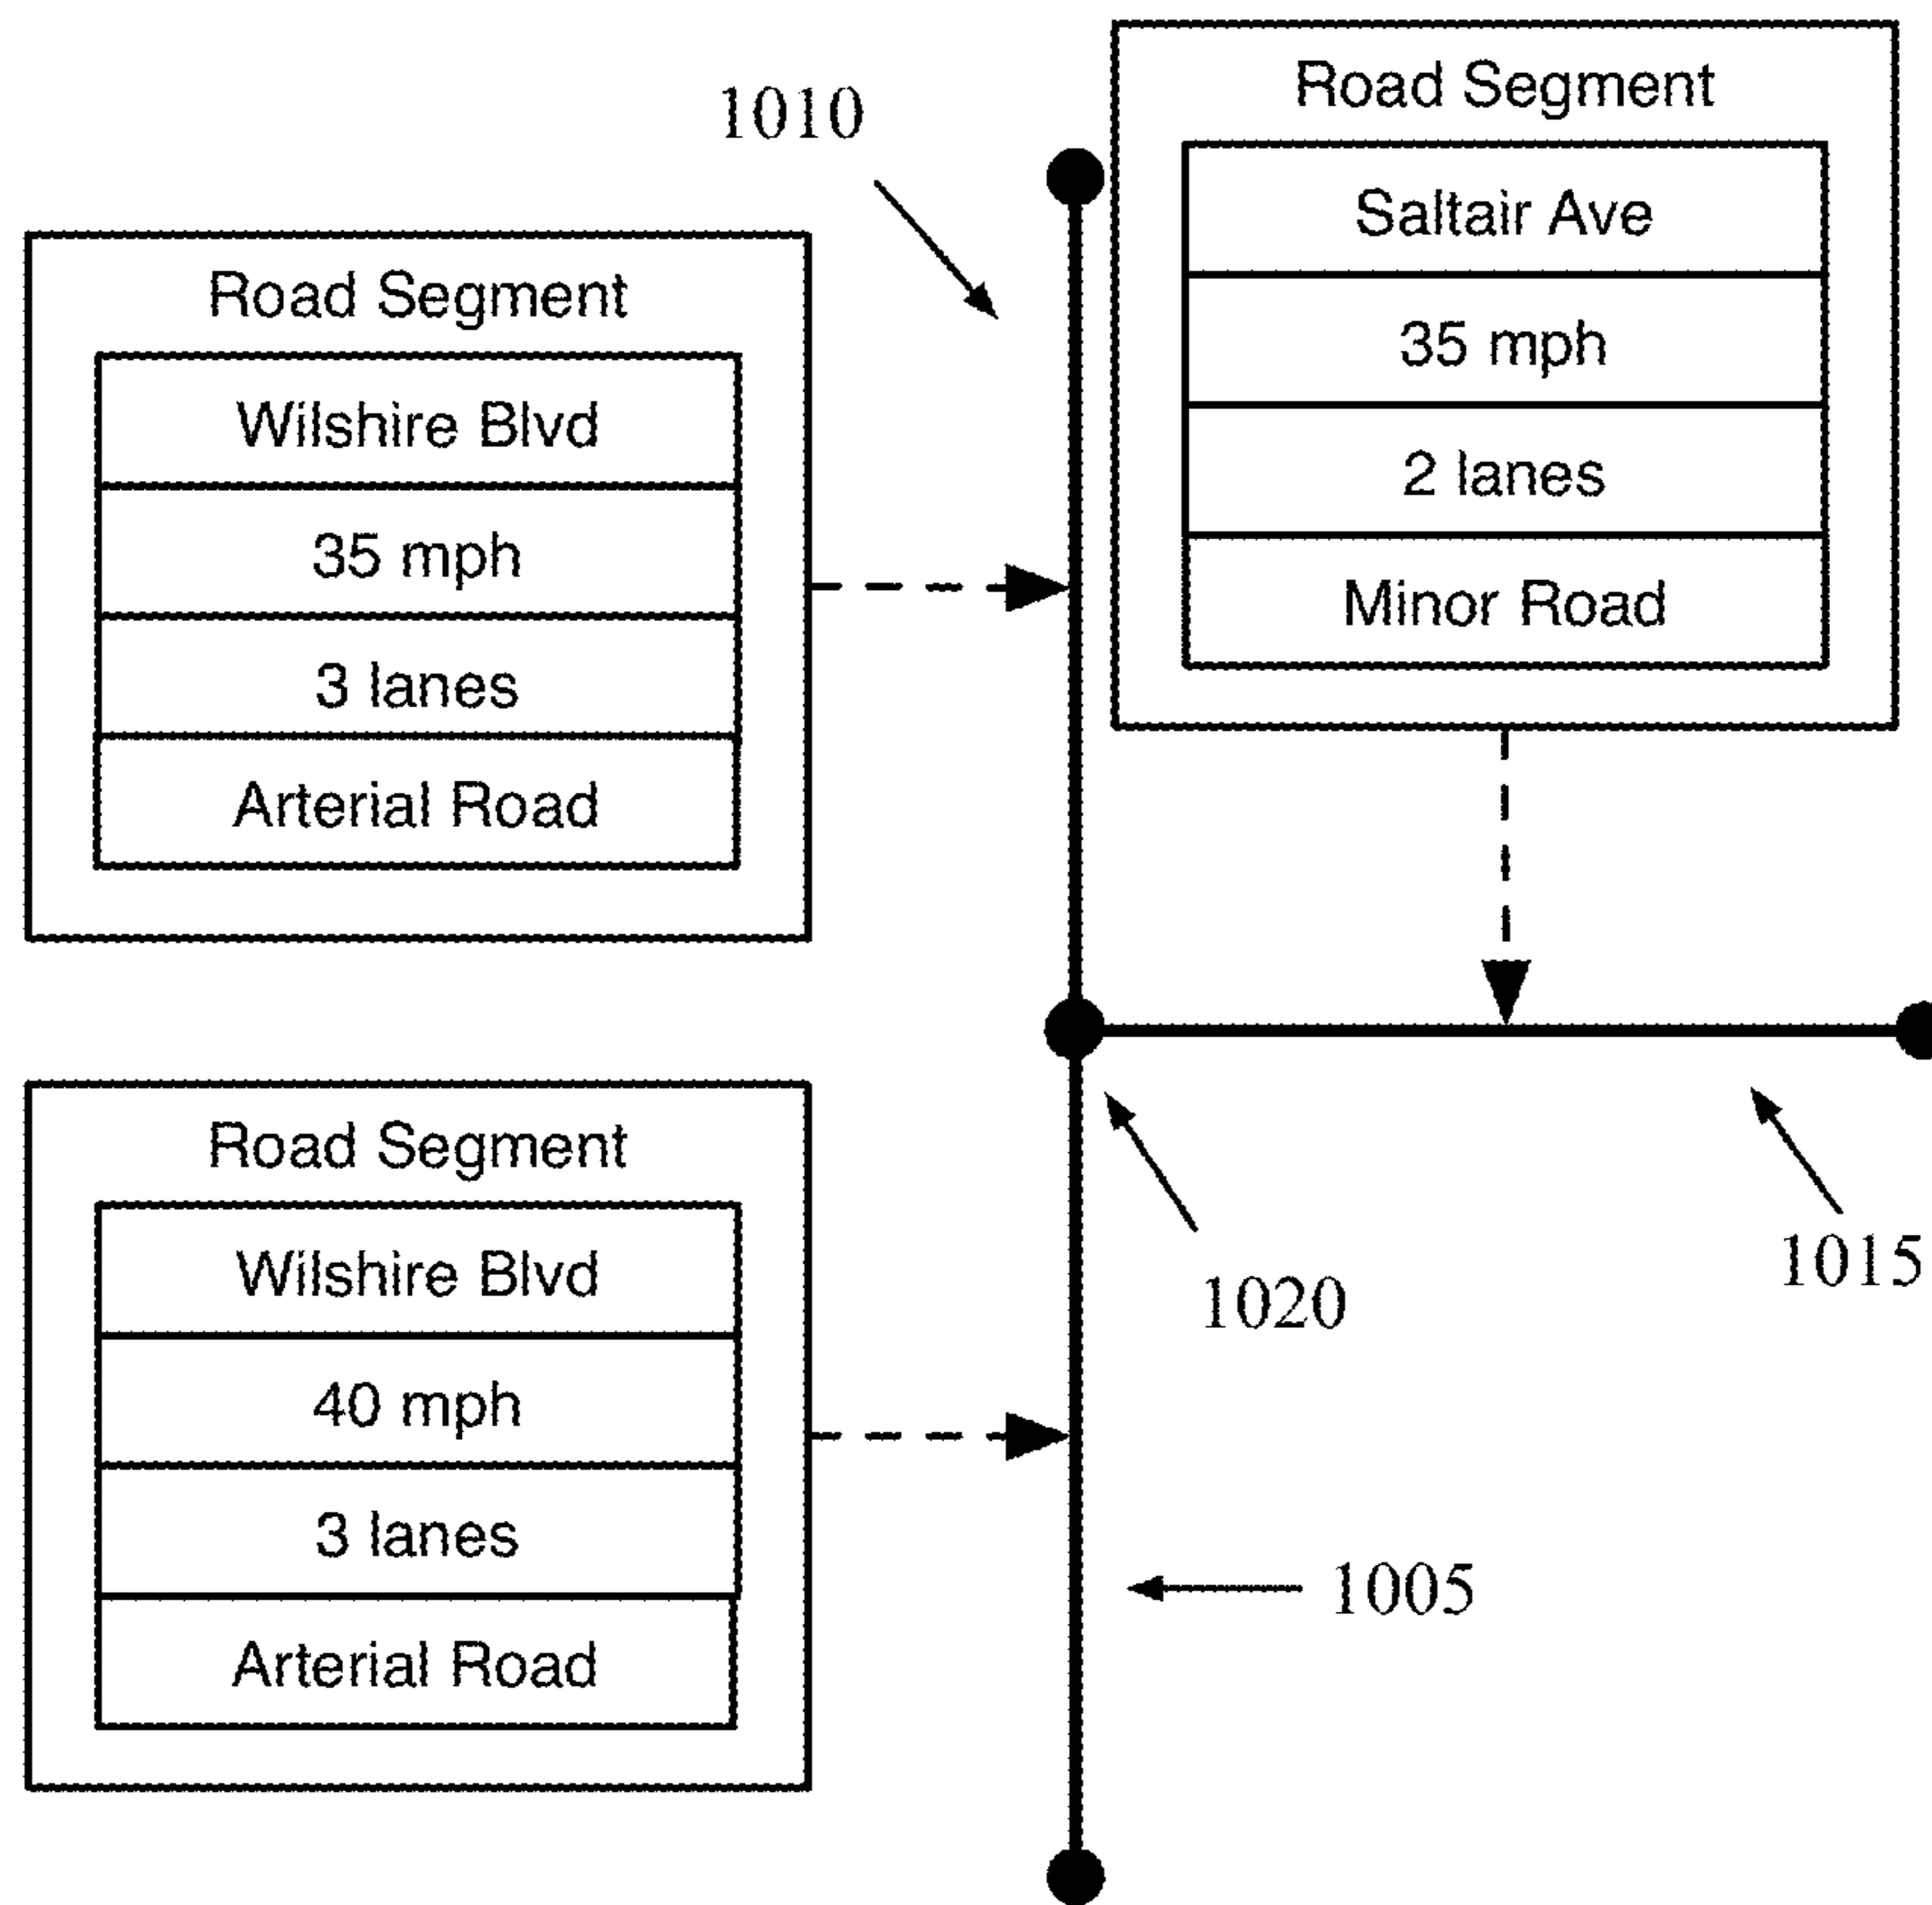 1010
Road Segment
Saltair Ave
35 mph
2 lanes
Minor Road
Road Segment
Wilshire Blvd
35 mph
3 lanes
Arterial Road
Road Segment
Wilshire Blvd
40 mph
3 lanes
Arterial Road
1020
1015
1005